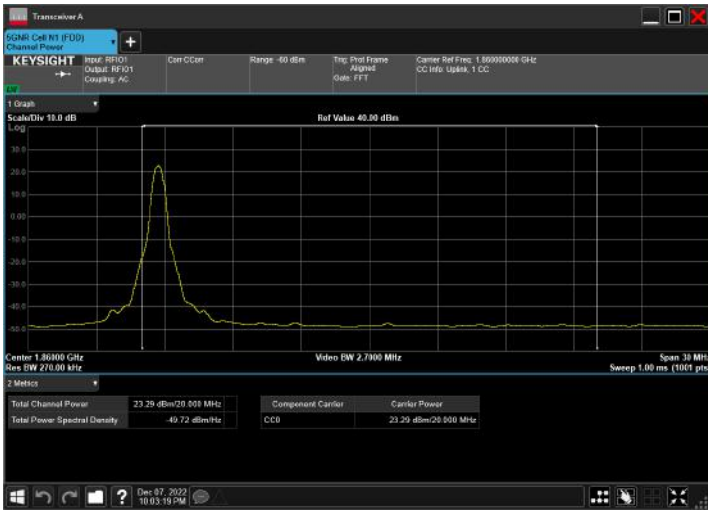 Transceiver A
5GNR Cell N1 (FDD)
Channel Power
KEYSIGHT
Input: RFIO1
Output: RFIO1
Coupling: AC
Corr CCorr
Range: -60 dBm
Trig: Prot Frame
Aligned
Gate: FFT
Carrier Ref Freq: 1.860000000 GHz
CC Info: Uplink, 1 CC
1 Graph
Scale/Div 10.0 dB
Ref Value 40.00 dBm
Log
30.0
20.0
10.0
0.00
-10.0
-20.0
-30.0
-40.0
-50.0
Center 1.86000 GHz
Video BW 2.7000 MHz
Span 30 MHz
Res BW 270.00 kHz
Sweep 1.00 ms (1001 pts
2 Metrics
Total Channel Power 23.29 dBm/20.000 MHz
Total Power Spectral Density -49.72 dBm/Hz
Component Carrier Carrier Power
CC0 23.29 dBm/20.000 MHz
Dec 07, 2022
10:03:19 PM